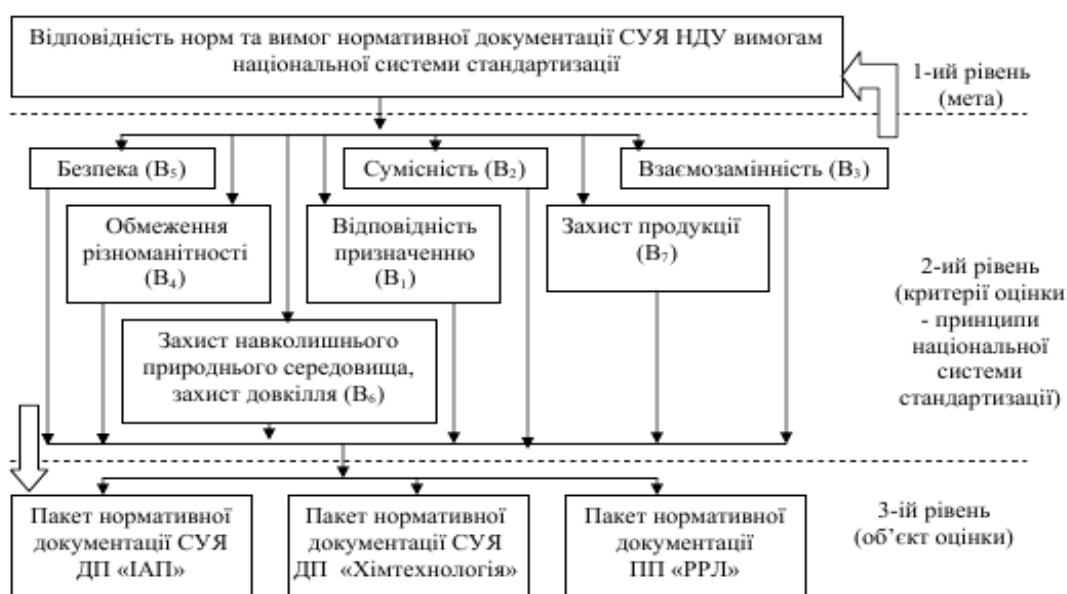 Відповідність норм та вимог нормативної документації СУЯ НДУ вимогам
національної системи стандартизації
1-ий рівень
(мета)
Безпека (В₅)
Сумісність (В₂)
Взаємозамінність (В₃)
Обмеження
різноманітності
(В₄)
Відповідність
призначенню
(В₁)
Захист продукції
(В₇)
Захист навколишнього
природнього середовища,
захист довкілля (В₆)
2-ий рівень
(критерії оцінки
- принципи
національної
системи
стандартизації)
Пакет нормативної
документації СУЯ
ДП «ІАП»
Пакет нормативної
документації СУЯ
ДП «Хімтехнологія»
Пакет нормативної
документації
ПП «РРЛ»
3-ій рівень
(об’єкт оцінки)